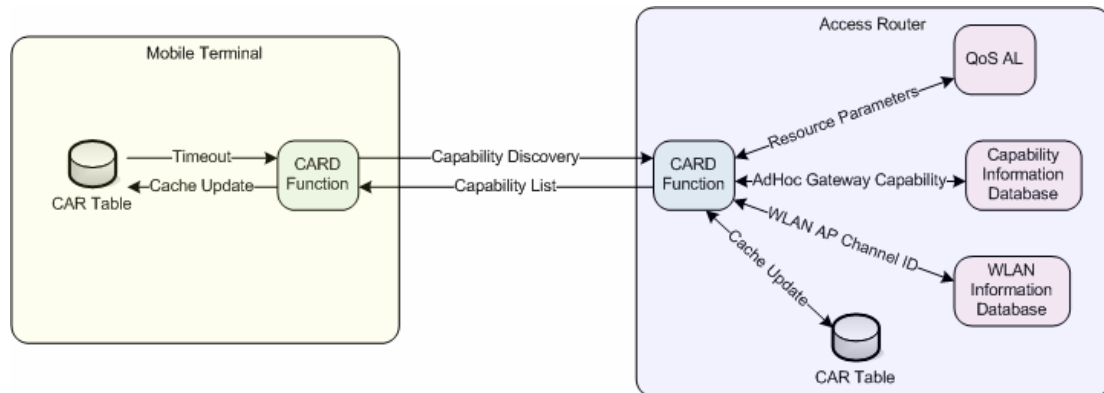 Access Router
Mobile Terminal
QoS AL
Resource Parameters
Timeout
CARD
Function
Capability Discovery
CARD
Function
Capability
Information
Database
AdHoc Gateway Capability
Cache Update
Capability List
CAR Table
WLAN AP Channel ID
Cache Update
WLAN
Information
Database
CAR Table